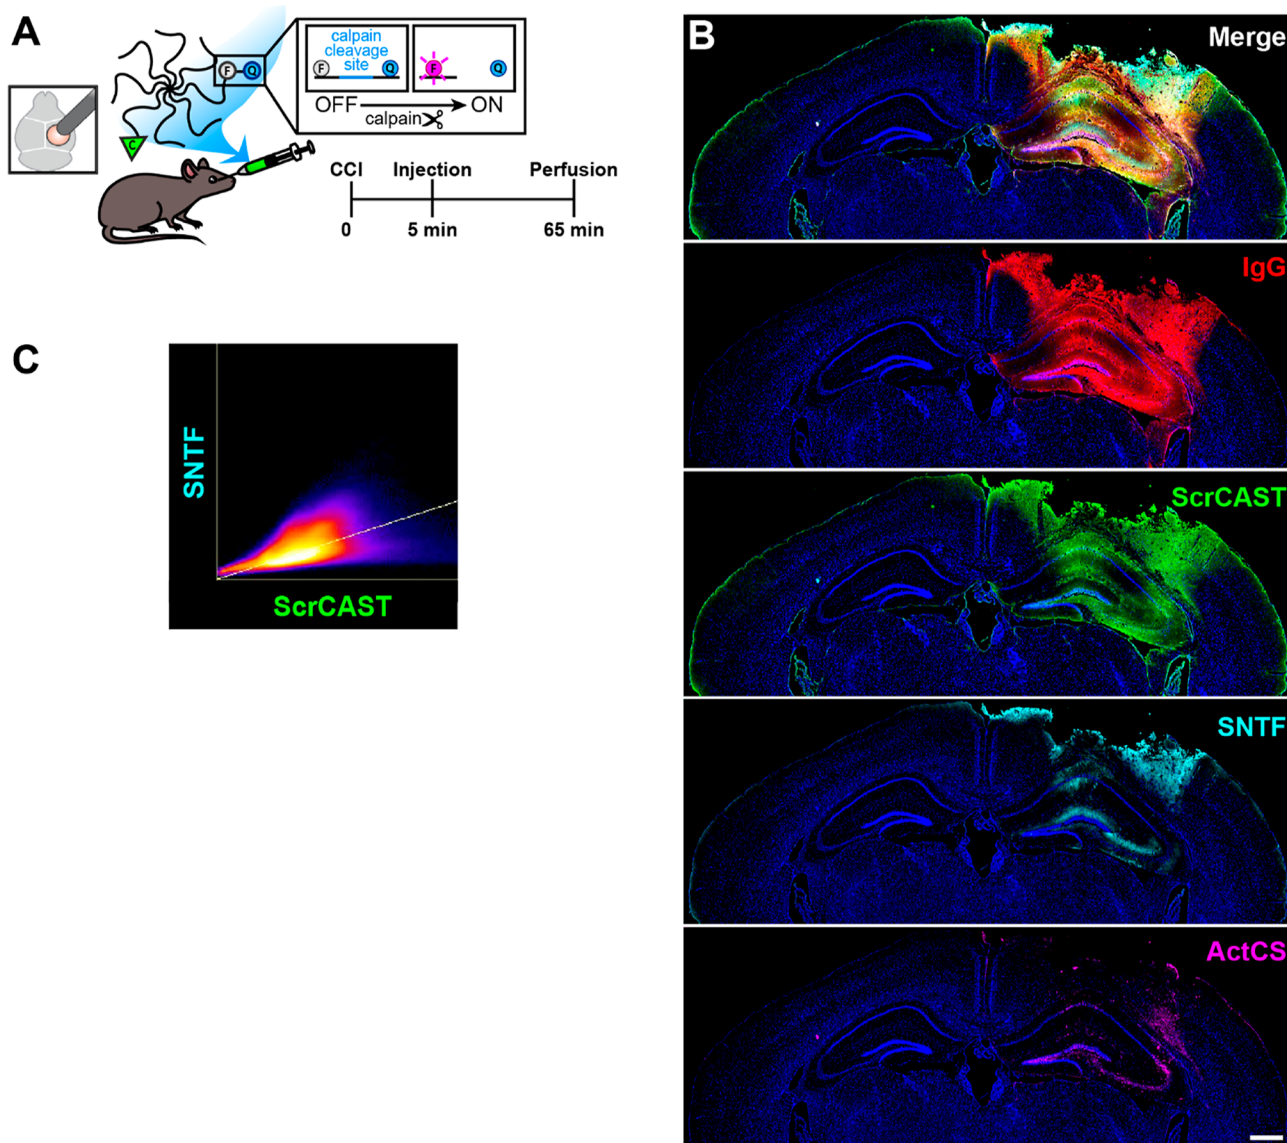 A
F
Q
calpain
cleavage
site
F
Q
F
Q
OFF
ON
calpain
C
CCI
Injection
Perfusion
0
5 min
65 min
B
Merge
IgG
ScrCAST
SNTF
ActCS
C
SNTF
ScrCAST